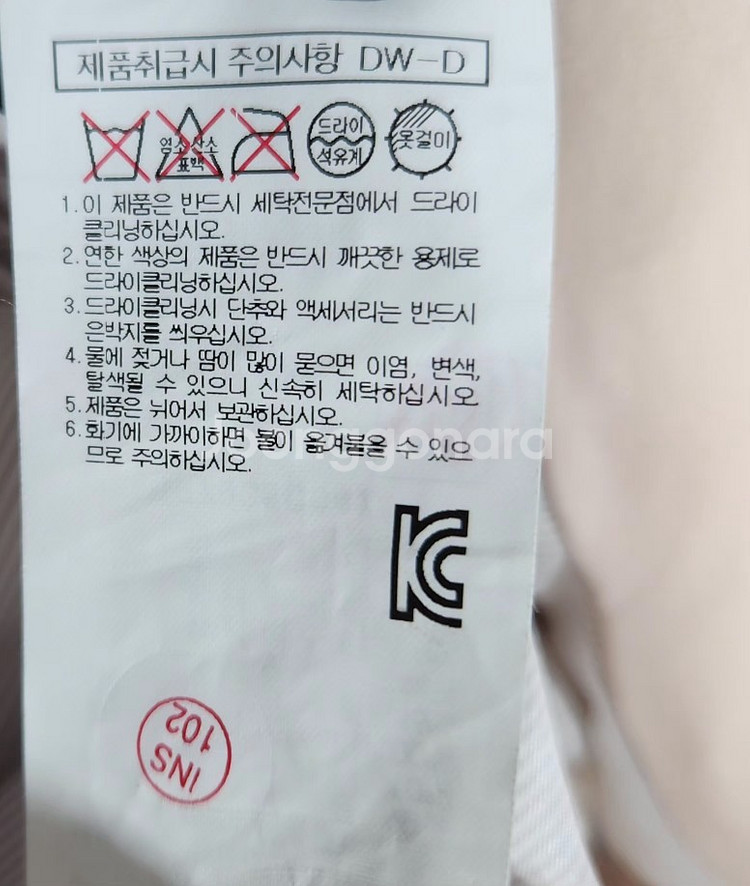 제품취급시 주의사항 DW-D
염소 산소
표백
드라이
석유계
옷걸이
1.이 제품은 반드시 세탁전문점에서 드라이
클리닝하십시오.
2.연한 색상의 제품은 반드시 깨끗한 용제로
드라이클리닝하십시오.
3.드라이클리닝시 단추와 액세서리는 반드시
은박지를 씌우십시오.
4.물에 젖거나 땀이 많이 묻으면 이염, 변색,
탈색될 수 있으니 신속히 세탁하십시오
5.제품은 뉘어서 보관하십시오.
6.화기에 가까이하면 불이 옮겨붙을 수 있으
므로 주의하십시오.
joonggonara
KC
INS
102